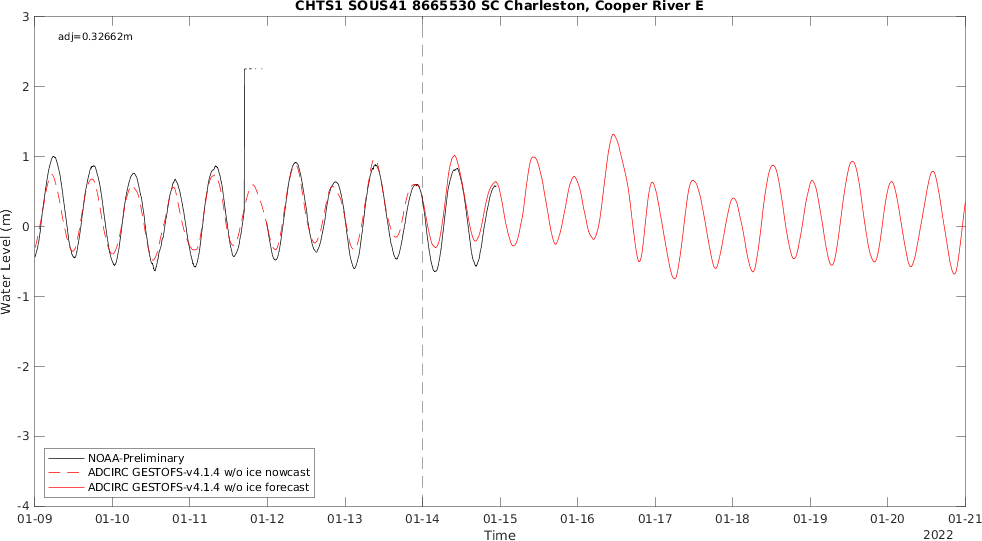 CHTS1 SOUS41 8665530 SC Charleston, Cooper River E
adj=0.32662m
3
2
1
0
-1
-2
-3
-4
Water Level (m)
NOAA-Preliminary
ADCIRC GESTOFS-v4.1.4 w/o ice nowcast
ADCIRC GESTOFS-v4.1.4 w/o ice forecast
01-09 01-10 01-11 01-12 01-13 01-14 01-15 01-16 01-17 01-18 01-19 01-20 01-21
Time
2022